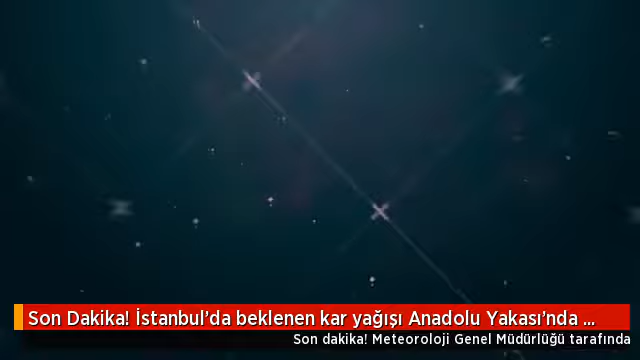 Son Dakika! İstanbul’da beklenen kar yağışı Anadolu Yakası’nda ...
Son dakika! Meteoroloji Genel Müdürlüğü tarafında